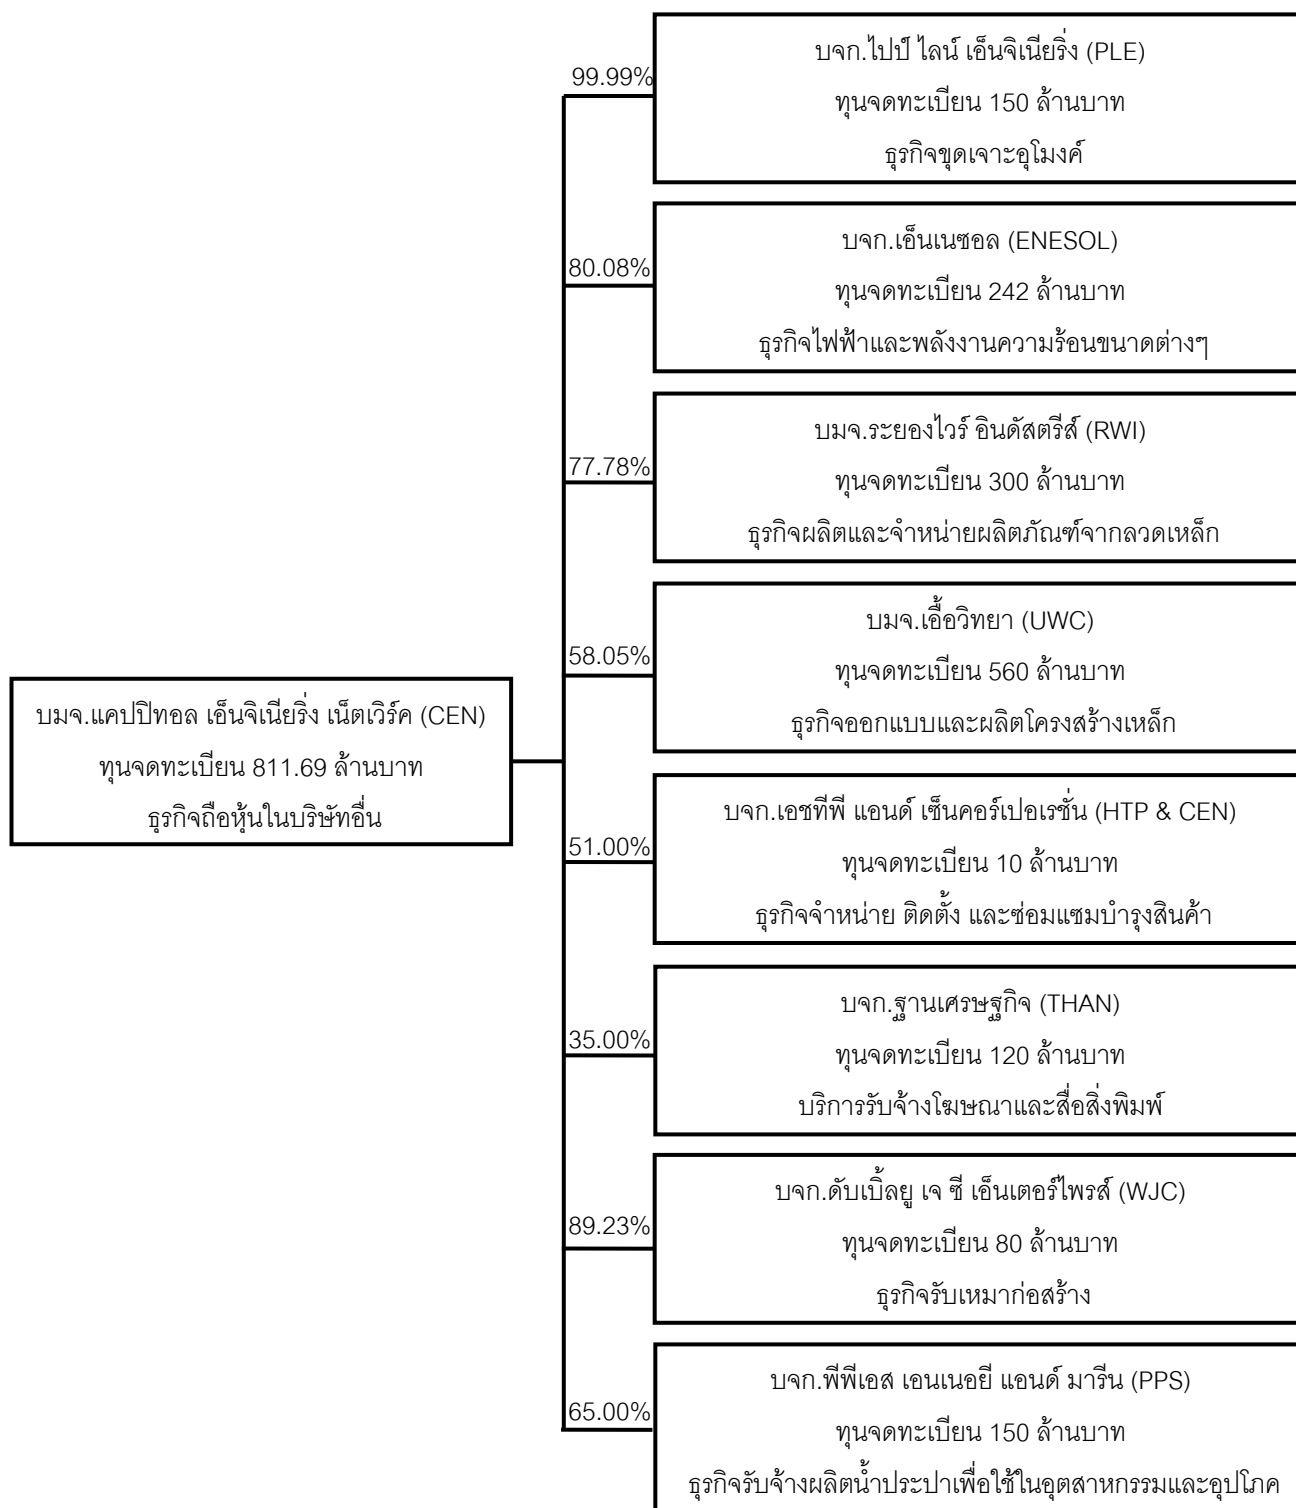 99.99%
บจก.ไปป์ ไลน์ เอ็นจิเนียริ่ง (PLE)
ทุนจดทะเบียน 150 ล้านบาท
ธุรกิจขุดเจาะอุโมงค์
80.08%
บจก.เอ็นเนซอล (ENESOL)
ทุนจดทะเบียน 242 ล้านบาท
ธุรกิจไฟฟ้าและพลังงานความร้อนขนาดต่างๆ
77.78%
บมจ.ระยองไวร์ อินดัสตรีส์ (RWI)
ทุนจดทะเบียน 300 ล้านบาท
ธุรกิจผลิตและจำหน่ายผลิตภัณฑ์จากลวดเหล็ก
58.05%
บมจ.เอื้อวิทยา (UWC)
ทุนจดทะเบียน 560 ล้านบาท
ธุรกิจออกแบบและผลิตโครงสร้างเหล็ก
บมจ.แคปปิทอล เอ็นจิเนียริ่ง เน็ตเวิร์ค (CEN)
ทุนจดทะเบียน 811.69 ล้านบาท
ธุรกิจถือหุ้นในบริษัทอื่น
51.00%
บจก.เอชทีพี แอนด์ เซ็นคอร์เปอเรชั่น (HTP & CEN)
ทุนจดทะเบียน 10 ล้านบาท
ธุรกิจจำหน่าย ติดตั้ง และซ่อมแซมบำรุงสินค้า
35.00%
บจก.ฐานเศรษฐกิจ (THAN)
ทุนจดทะเบียน 120 ล้านบาท
บริการรับจ้างโฆษณาและสื่อสิ่งพิมพ์
89.23%
บจก.ดับเบิ้ลยู เจ ซี เอ็นเตอร์ไพรส์ (WJC)
ทุนจดทะเบียน 80 ล้านบาท
ธุรกิจรับเหมาก่อสร้าง
65.00%
บจก.พีพีเอส เอนเนอยี แอนด์ มารีน (PPS)
ทุนจดทะเบียน 150 ล้านบาท
ธุรกิจรับจ้างผลิตน้ำประปาเพื่อใช้ในอุตสาหกรรมและอุปโภค